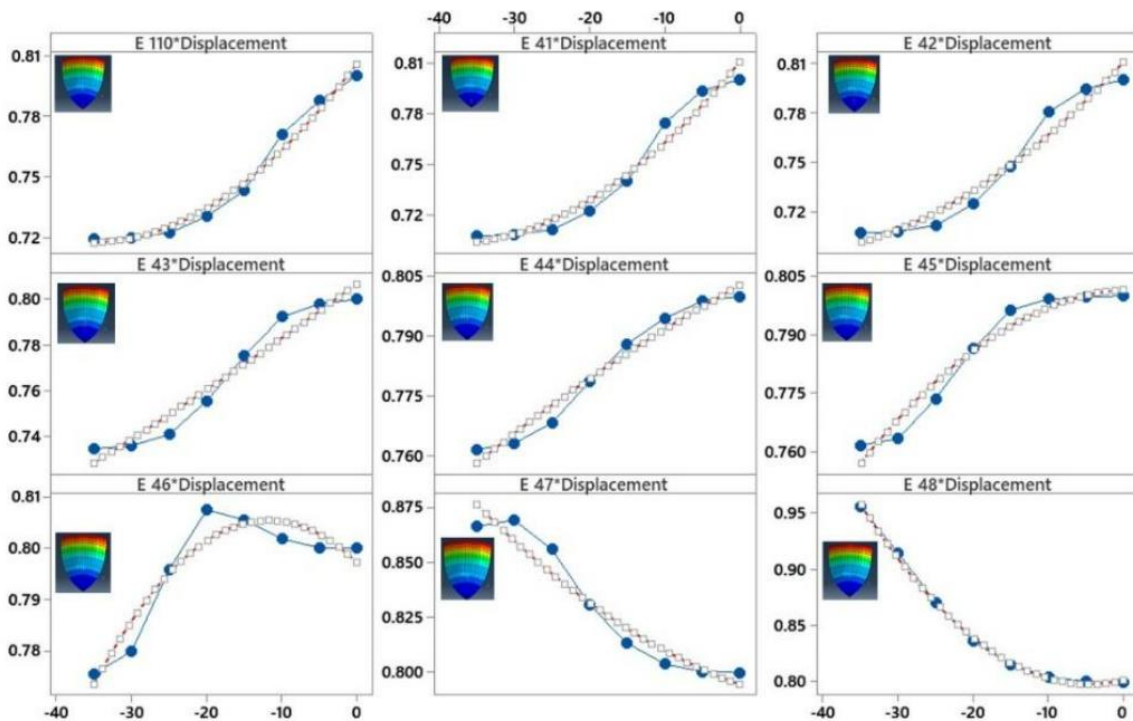 -40 -30 -20 -10 0
E 110*Displacement E 41*Displacement E 42*Displacement
0.81 0.81 0.81
0.78 0.78 0.78
0.75 0.75 0.75
0.72 0.72 0.72
E 43*Displacement E 44*Displacement E 45*Displacement
0.80 0.805 0.805
0.78 0.790 0.790
0.76 0.775 0.775
0.74 0.760 0.760
E 46*Displacement E 47*Displacement E 48*Displacement
0.81 0.875 0.95
0.80 0.850 0.90
0.79 0.825 0.85
0.78 0.800 0.80
-40 -30 -20 -10 0 -40 -30 -20 -10 0